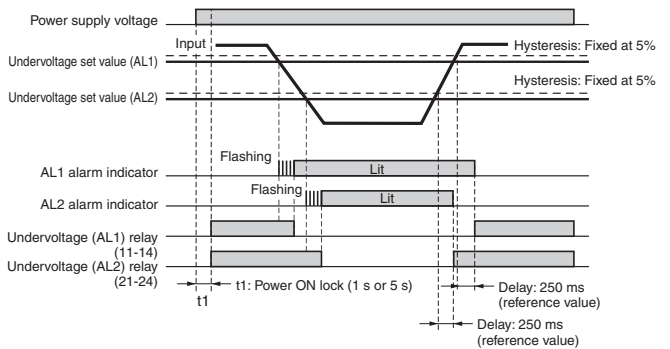 Power supply voltage
Input
Hysteresis: Fixed at 5%
Undervoltage set value (AL1)
Hysteresis: Fixed at 5%
Undervoltage set value (AL2)
Flashing
Lit
AL1 alarm indicator
Flashing
Lit
AL2 alarm indicator
Undervoltage (AL1) relay
(11-14)
Undervoltage (AL2) relay
(21-24)
t1: Power ON lock (1 s or 5 s)
t1
Delay: 250 ms
(reference value)
Delay: 250 ms
(reference value)